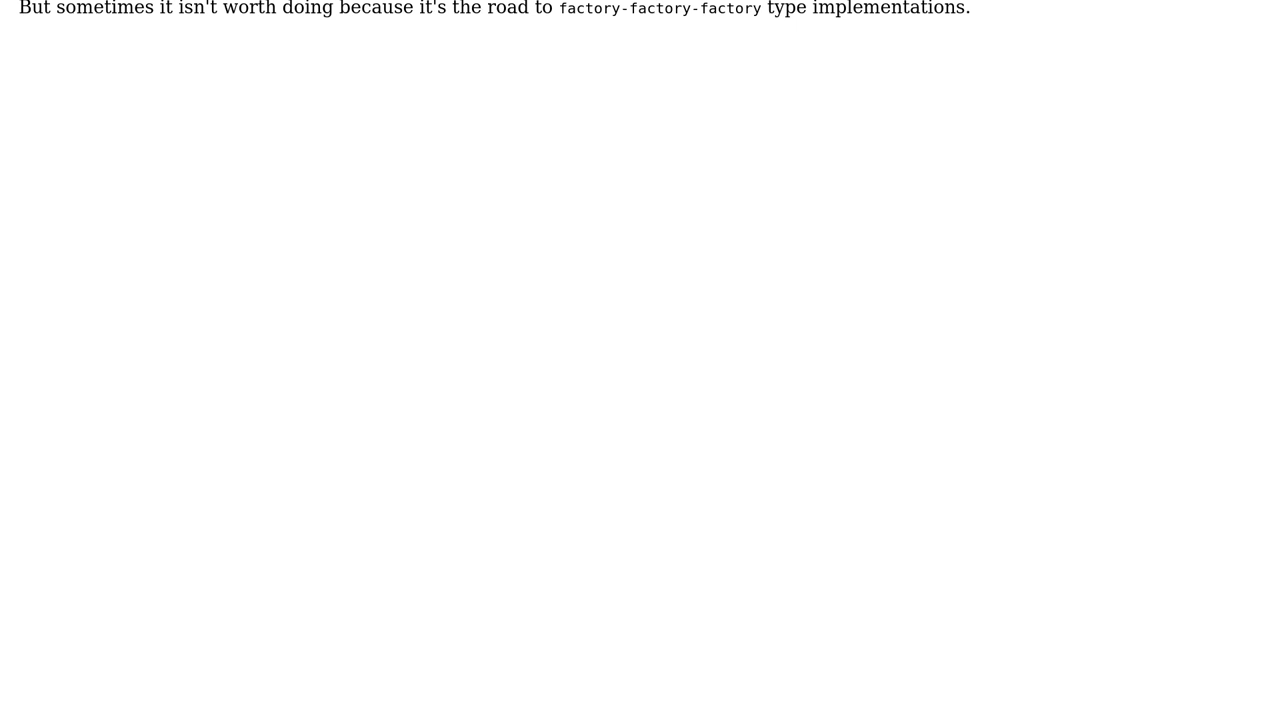 But sometimes it isn't worth doing because it's the road to factory-factory-factory type implementations.